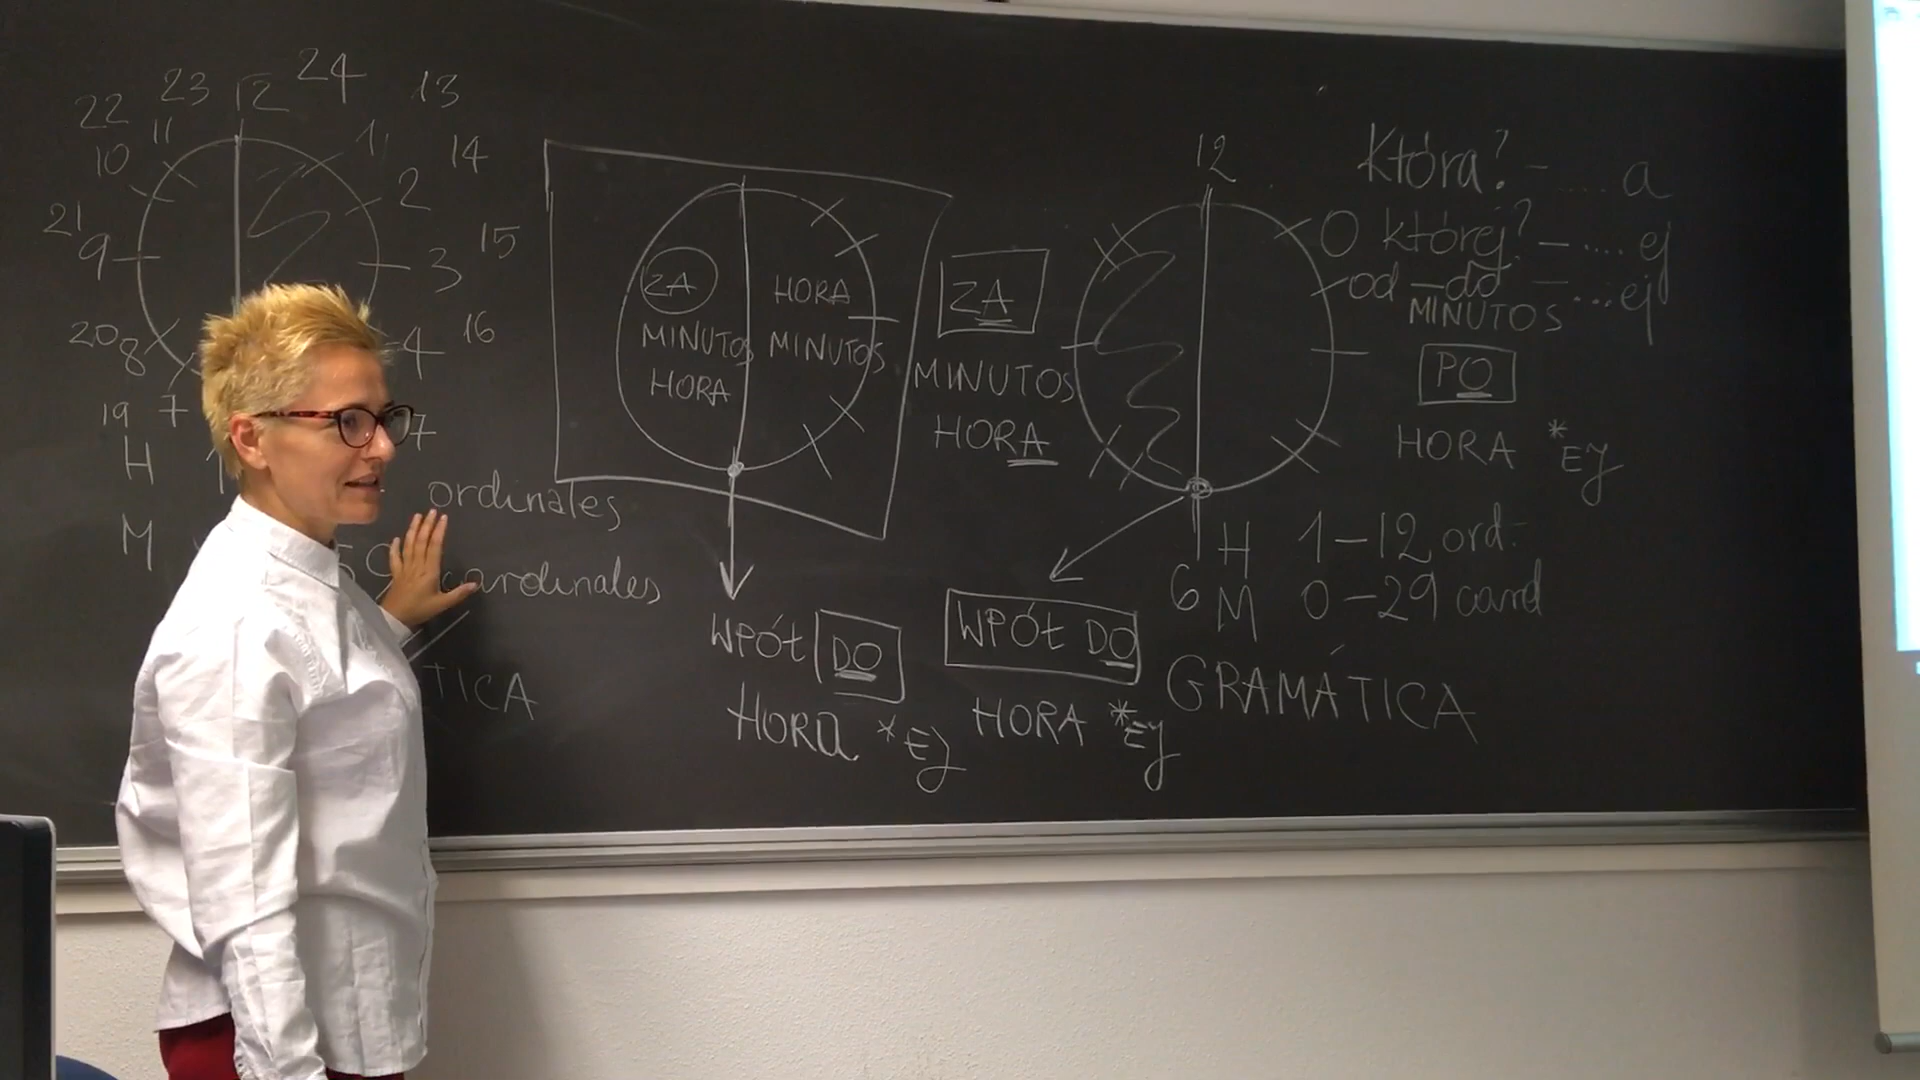 24
23 12 13
22 11 1 14
10 2
21 15
9 3
20 8 4 16
19 7
H
M
ordinales
cardinales
TICA
ZA
MINUTOS
HORA
HORA
MINUTOS
WPÓŁ DO
HORA *EJ
ZA
MINUTOS
HORA
12
6
WPÓŁ DO
HORA *EJ
Która? - .... a
O której? - .... ej
od - do - ... ej
MINUTOS
PO
HORA *EJ
H 1-12 ord.
M 0-29 card
GRAMÁTICA